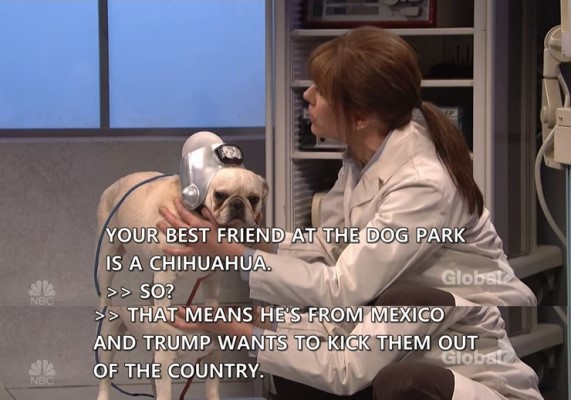 YOUR BEST FRIEND AT THE DOG PARK
IS A CHIHUAHUA.
>> SO?
Global
NBC
>> THAT MEANS HE'S FROM MEXICO
AND TRUMP WANTS TO KICK THEM OUT
Global
NBC
OF THE COUNTRY.